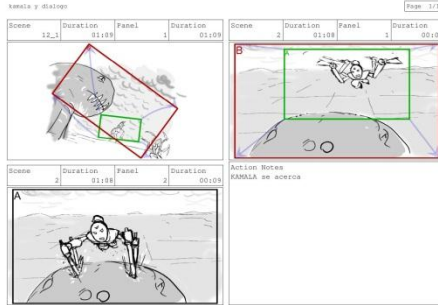 kamala y dialogo
Page 1/1
Scene Duration Panel Duration
12_1 01:09 1 01:09
Scene Duration Panel Duration
2 01:08 1 00:0
B
A
Scene Duration Panel Duration
2 01:08 2 00:09
A
Action Notes
KAMALA se acerca